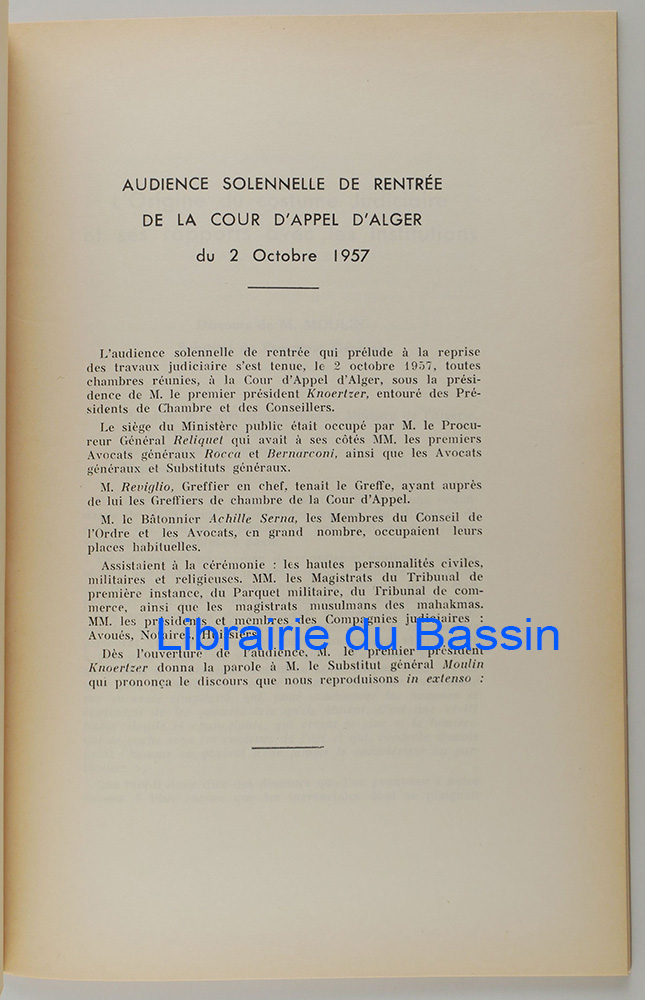 AUDIENCE SOLENNELLE DE RENTRÉE
DE LA COUR D'APPEL D'ALGER
du 2 Octobre 1957
L'audience solennelle de rentrée qui prélude à la reprise
des travaux judiciaire s'est tenue, le 2 octobre 1957, toutes
chambres réunies, à la Cour d'Appel d'Alger, sous la prési-
dence de M. le premier président Knoertzer, entouré des Pré-
sidents de Chambre et des Conseillers.
Le siège du Ministère public était occupé par M. le Procu-
reur Général Reliquet qui avait à ses côtés MM. les premiers
Avocats généraux Rocca et Bernarconi, ainsi que les Avocats
généraux et Substituts généraux.
M. Reviglio, Greffier en chef, tenait le Greffe, ayant auprès
de lui les Greffiers de chambre de la Cour d'Appel.
M. le Bâtonnier Achille Serna, les Membres du Conseil de
l'Ordre et les Avocats, en grand nombre, occupaient leurs
places habituelles.
Assistaient à la cérémonie : les hautes personnalités civiles,
militaires et religieuses. MM. les Magistrats du Tribunal de
première instance, du Parquet militaire, du Tribunal de com-
merce, ainsi que les magistrats musulmans des mahakmas.
MM. les présidents et membres des Compagnies judiciaires :
Avoués, Notaires, Huissiers.
Librairie du Bassin
Dès l'ouverture de l'audience, M. le premier président
Knoertzer donna la parole à M. le Substitut général Moulin
qui prononça le discours que nous reproduisons in extenso :